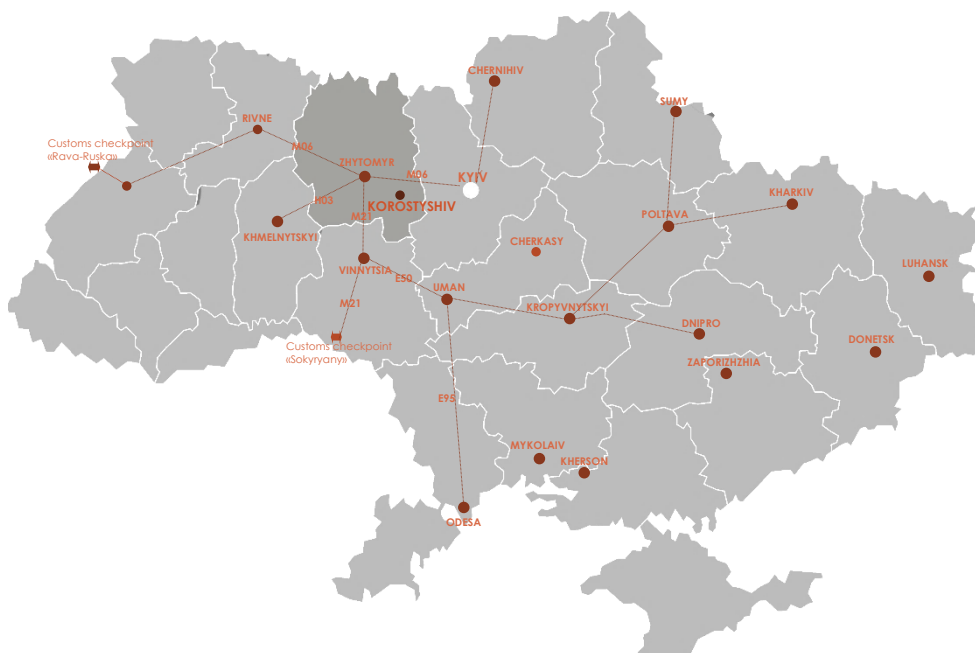 CHERNIHIV
SUMY
RIVNE
Customs checkpoint
«Rava-Ruska»
M06
ZHYTOMYR
M06
KYIV
KHARKIV
H03
KOROSTYSHIV
M21
POLTAVA
KHMELNYTSKYI
CHERKASY
LUHANSK
VINNYTSIA
E50
UMAN
M21
KROPYVNYTSKYI
DNIPRO
Customs checkpoint
«Sokyryany»
DONETSK
ZAPORIZHZHIA
E95
MYKOLAIV
KHERSON
ODESA